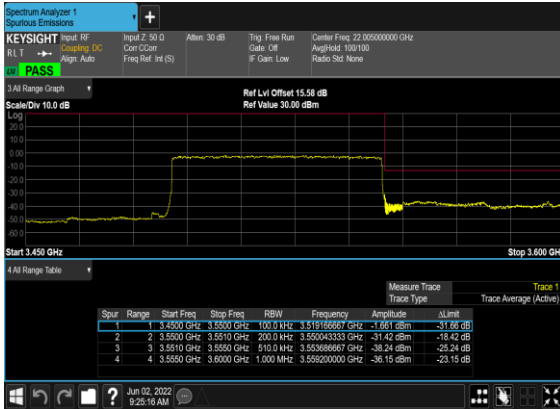 Spectrum Analyzer 1
Spurious Emissions
+
KEYSIGHT Input: RF Input Z: 50 Ω Atten: 30 dB Trig: Free Run Center Freq: 22.005000000 GHz
RLT Coupling: DC Corr CCorr Gate: Off Avg|Hold: 100/100
Align: Auto Freq Ref: Int (S) IF Gain: Low Radio Std: None
PASS
3 All Range Graph
Ref Lvl Offset 15.58 dB
Scale/Div 10.0 dB Ref Value 30.00 dBm
Log
20.0
10.0
0.00
-10.0
-20.0
-30.0
-40.0
-50.0
-60.0
Start 3.450 GHz Stop 3.600 GH
4 All Range Table
Measure Trace Trace 1
Trace Type Trace Average (Active)
Spur Range Start Freq Stop Freq RBW Frequency Amplitude ΔLimit
1 1 3.4500 GHz 3.5500 GHz 100.0 kHz 3.519166667 GHz -1.661 dBm -31.66 dB
2 2 3.5500 GHz 3.5510 GHz 200.0 kHz 3.550043333 GHz -31.42 dBm -18.42 dB
3 3 3.5510 GHz 3.5550 GHz 510.0 kHz 3.553686667 GHz -38.24 dBm -25.24 dB
4 4 3.5550 GHz 3.6000 GHz 1.000 MHz 3.559200000 GHz -36.15 dBm -23.15 dB
? Jun 02, 2022
9:25:16 AM